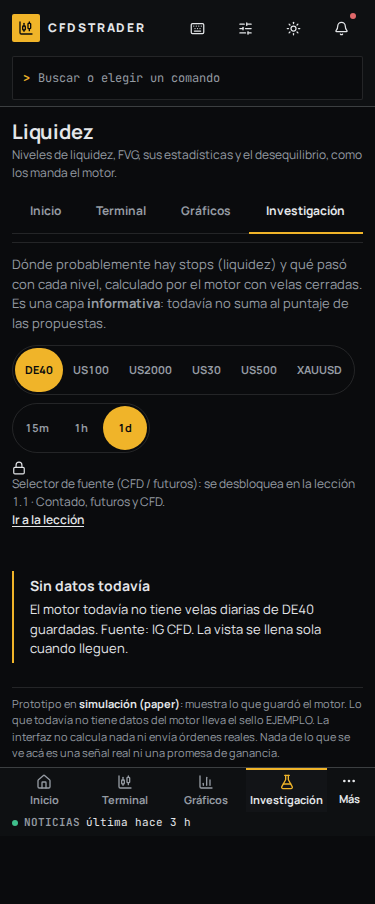 CFDSTRADER
> Buscar o elegir un comando
Liquidez
Niveles de liquidez, FVG, sus estadísticas y el desequilibrio, como
los manda el motor.
Inicio Terminal Gráficos Investigación
Dónde probablemente hay stops (liquidez) y qué pasó
con cada nivel, calculado por el motor con velas cerradas.
Es una capa informativa: todavía no suma al puntaje de
las propuestas.
DE40 US100 US2000 US30 US500 XAUUSD
15m 1h 1d
Selector de fuente (CFD / futuros): se desbloquea en la lección
1.1 · Contado, futuros y CFD.
Ir a la lección
Sin datos todavía
El motor todavía no tiene velas diarias de DE40
guardadas. Fuente: IG CFD. La vista se llena sola
cuando lleguen.
Prototipo en simulación (paper): muestra lo que guardó el motor. Lo
que todavía no tiene datos del motor lleva el sello EJEMPLO. La
interfaz no calcula nada ni envía órdenes reales. Nada de lo que se
ve acá es una señal real ni una promesa de ganancia.
Inicio Terminal Gráficos Investigación Más
NOTICIAS última hace 3 h